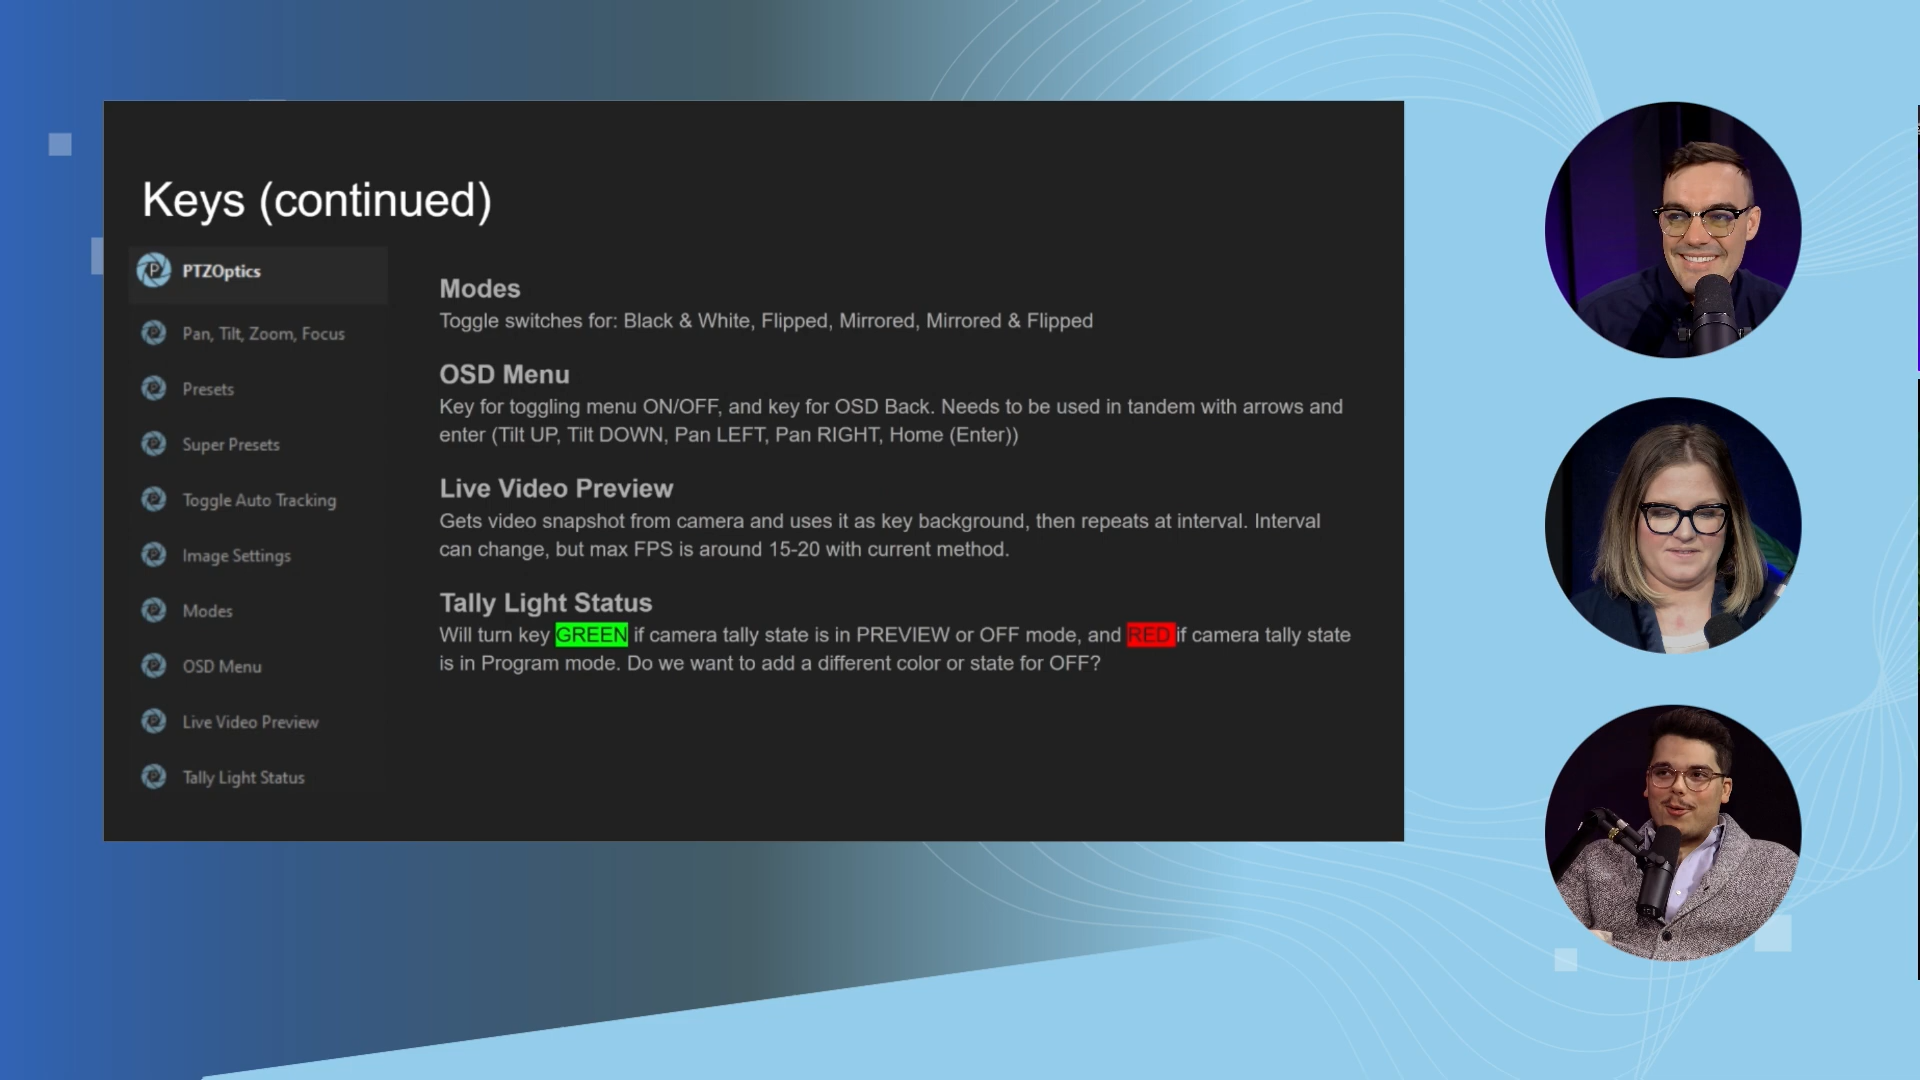 Keys (continued)
PTZOptics
Pan, Tilt, Zoom, Focus
Presets
Super Presets
Toggle Auto Tracking
Image Settings
Modes
OSD Menu
Live Video Preview
Tally Light Status
Modes
Toggle switches for: Black & White, Flipped, Mirrored, Mirrored & Flipped
OSD Menu
Key for toggling menu ON/OFF, and key for OSD Back. Needs to be used in tandem with arrows and
enter (Tilt UP, Tilt DOWN, Pan LEFT, Pan RIGHT, Home (Enter))
Live Video Preview
Gets video snapshot from camera and uses it as key background, then repeats at interval. Interval
can change, but max FPS is around 15-20 with current method.
Tally Light Status
Will turn key GREEN if camera tally state is in PREVIEW or OFF mode, and RED if camera tally state
is in Program mode. Do we want to add a different color or state for OFF?